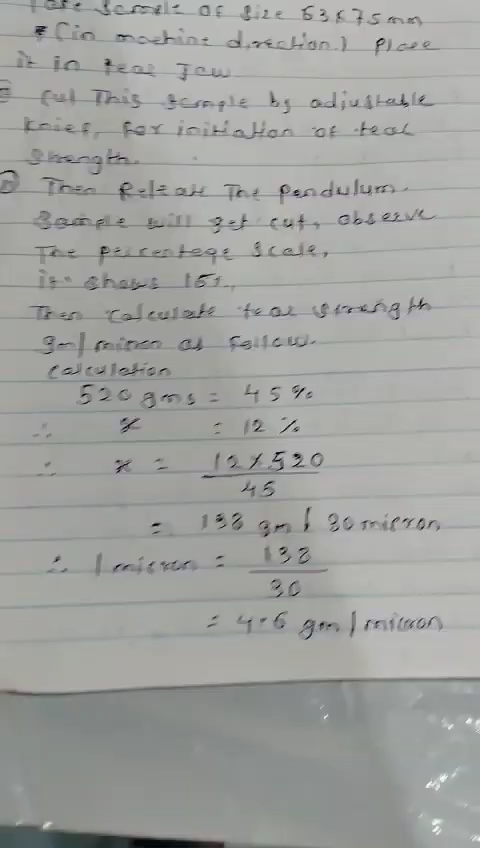 Take sample of size 63x75mm
(in machine direction) place
it in tear Jaw
Cut This sample by adjustable
knief, for initiation of tear
strength.
Then Release The pendulum.
Sample will get cut, observe
The percentege scale,
it shows 15%,
Then calculate tear strength
gm/micron as follow.
calculation
520 gms = 45%
∴ x = 12 %
∴ x = 12 x 520
45
= 138 gm / 30 micron
∴ 1 micron = 138
30
= 4.6 gm/micron